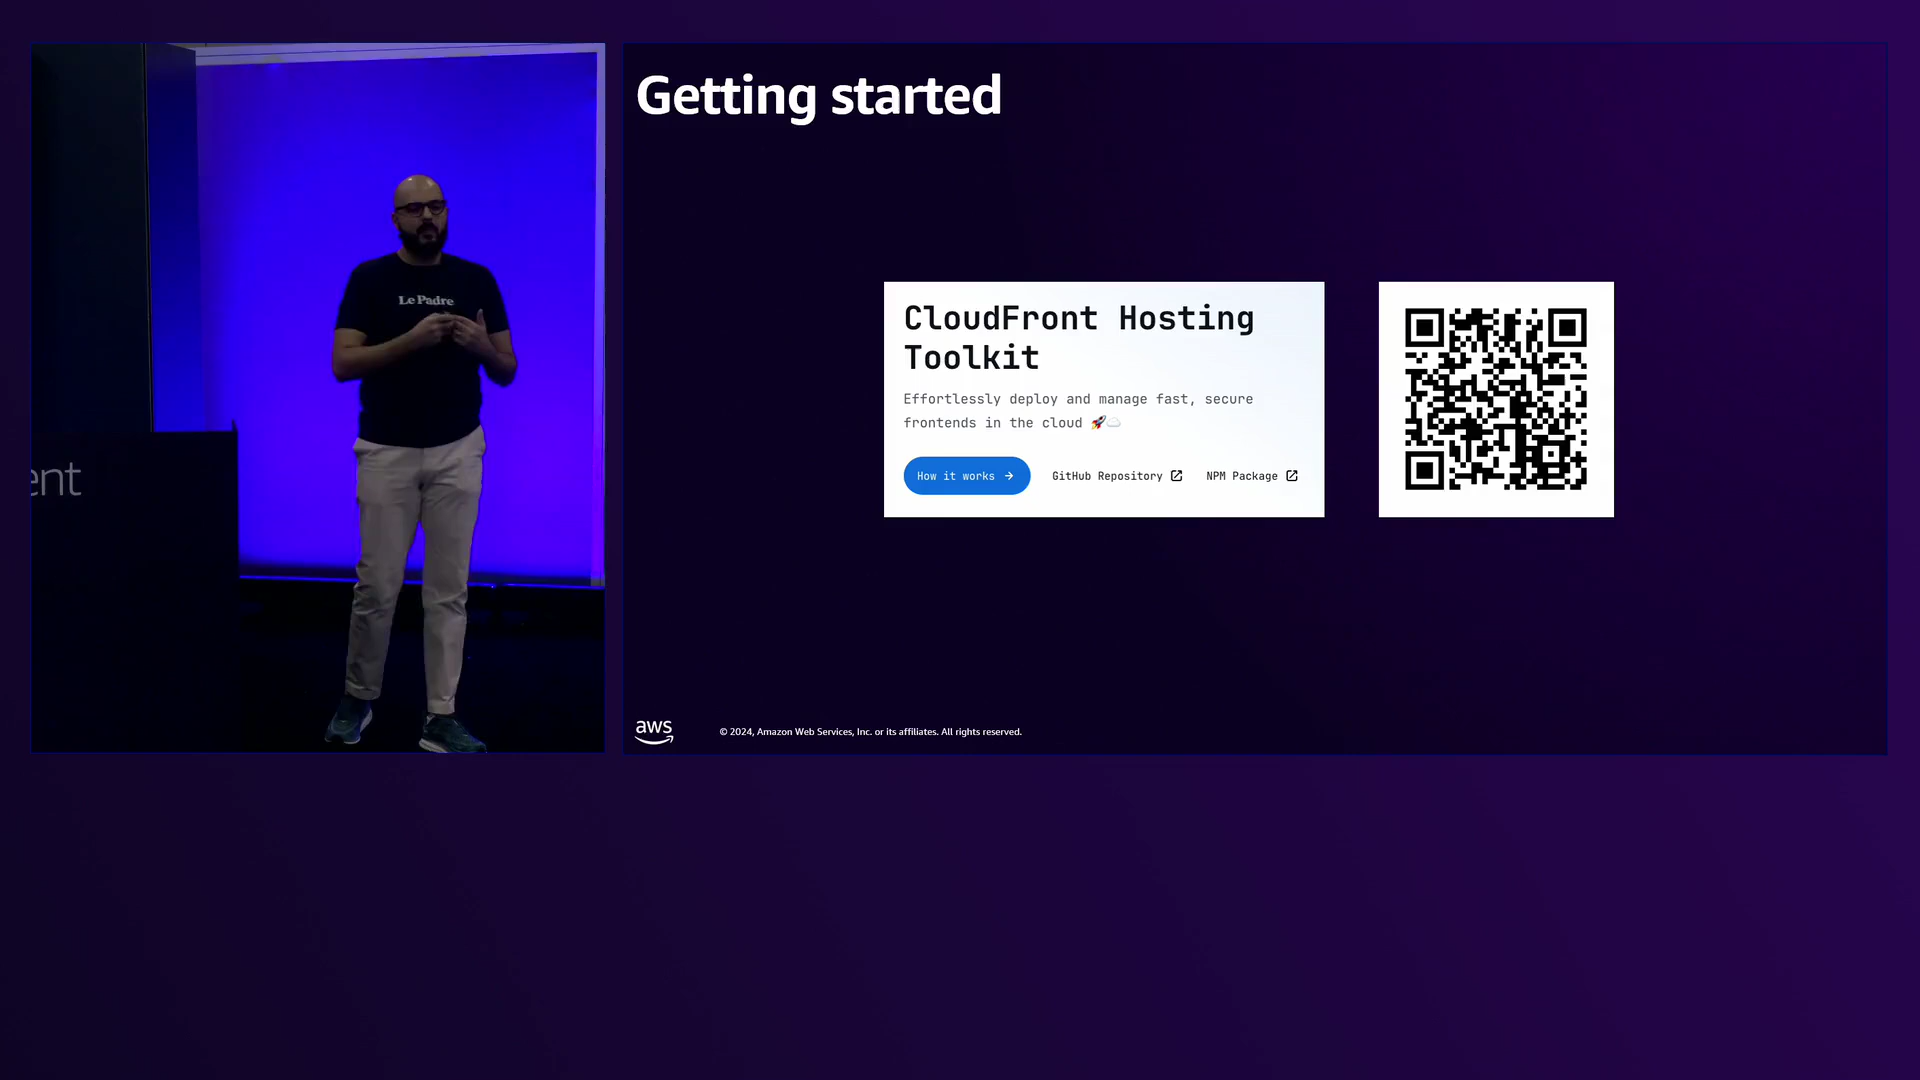 Getting started
Le Padre
CloudFront Hosting
Toolkit
Effortlessly deploy and manage fast, secure
frontends in the cloud 🚀☁️
How it works →
GitHub Repository
NPM Package
ent
aws
© 2024, Amazon Web Services, Inc. or its affiliates. All rights reserved.